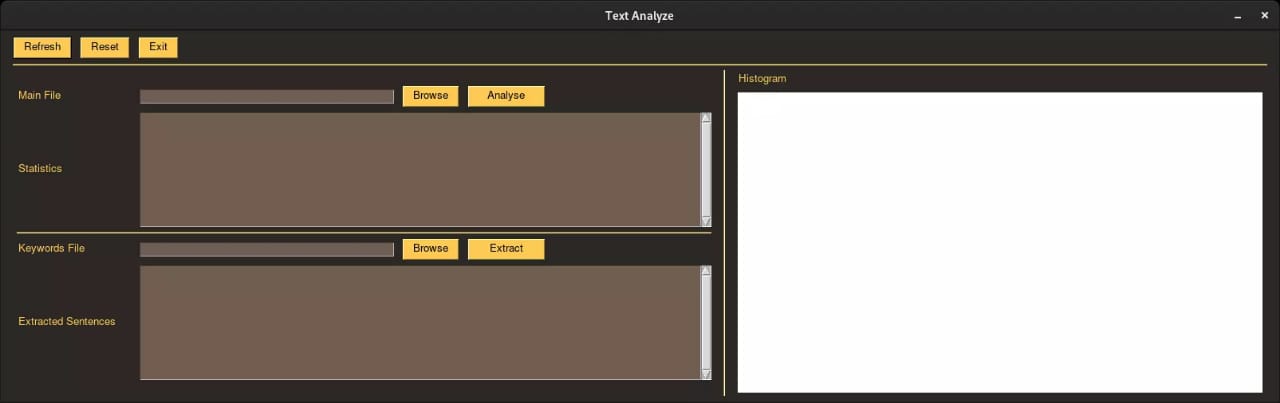 Text Analyze
Refresh Reset Exit
Main File Browse Analyse
Statistics
Keywords File Browse Extract
Extracted Sentences
Histogram